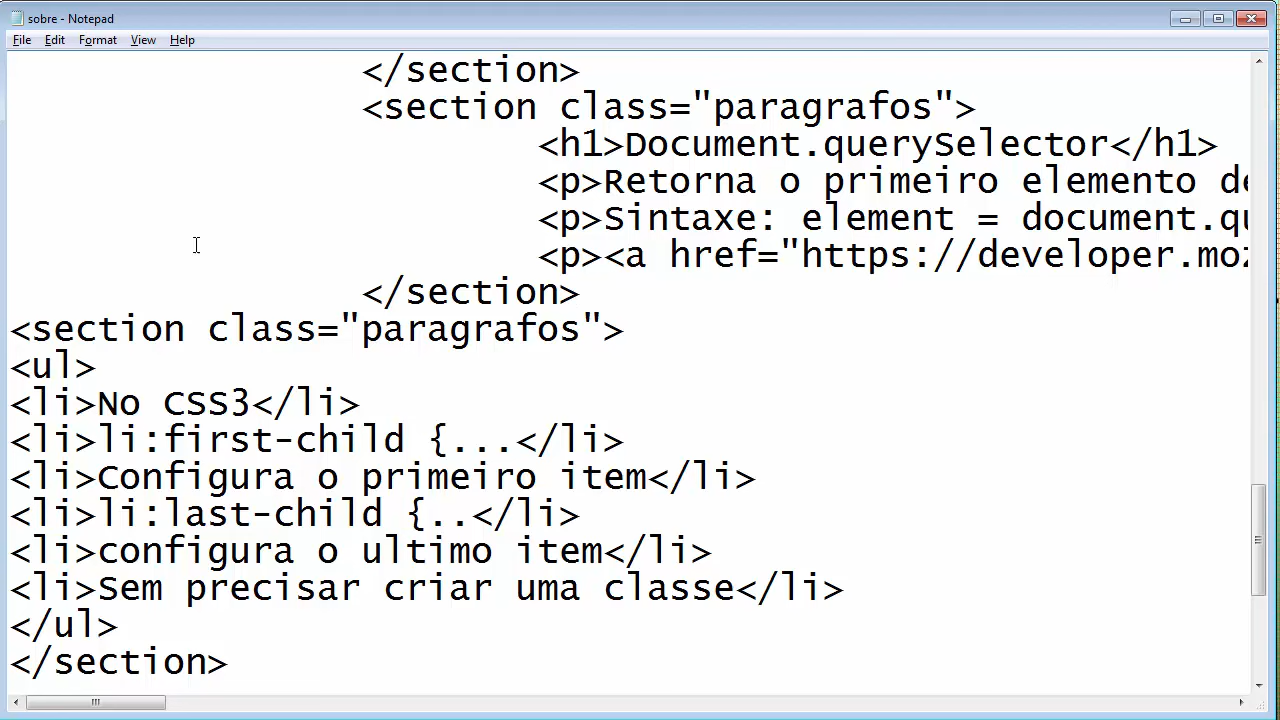 sobre - Notepad
File Edit Format View Help
</section>
<section class="paragrafos">
<h1>Document.querySelector</h1>
<p>Retorna o primeiro elemento de
<p>Sintaxe: element = document.qu
<p><a href="https://developer.moz
</section>
<section class="paragrafos">
<ul>
<li>No CSS3</li>
<li>li:first-child {...</li>
<li>Configura o primeiro item</li>
<li>li:last-child {..</li>
<li>configura o ultimo item</li>
<li>Sem precisar criar uma classe</li>
</ul>
</section>